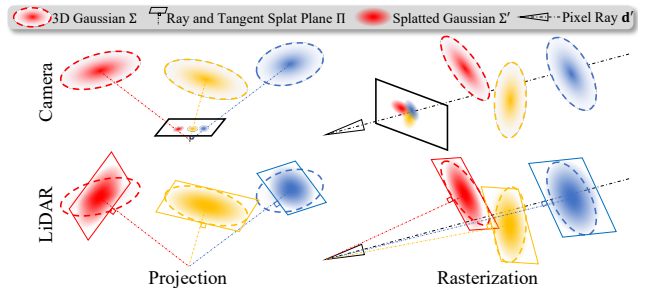 3D Gaussian Σ Ray and Tangent Splat Plane Π Splatted Gaussian Σ′ Pixel Ray d′
Camera
LiDAR
Projection Rasterization